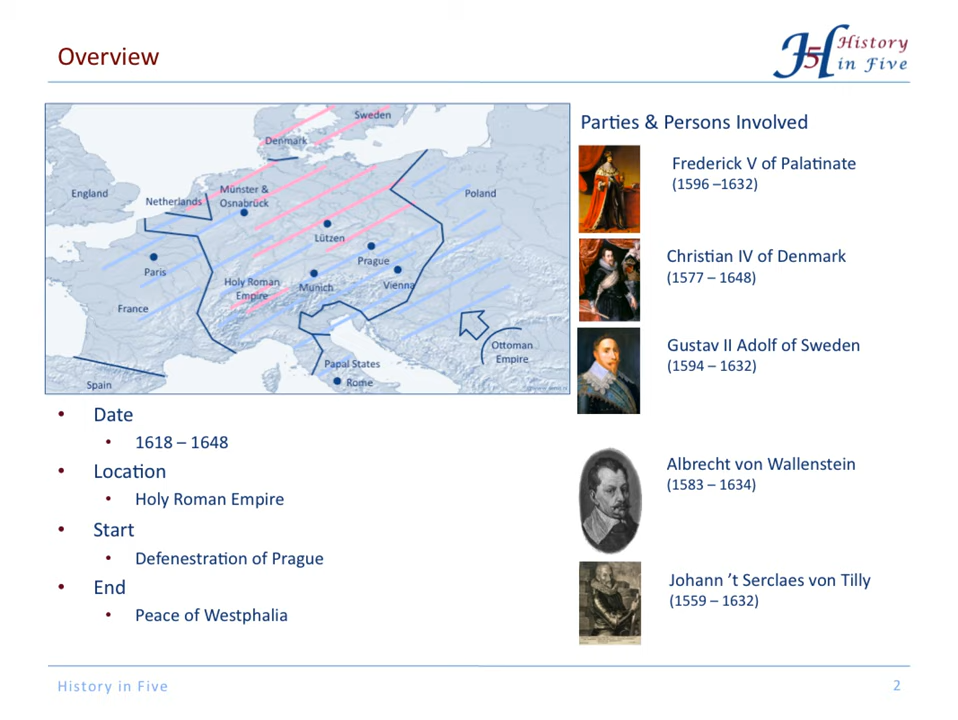 Overview
History
in Five
Sweden
Denmark
England
Netherlands
Münster &
Osnabrück
Poland
Lützen
Paris
Prague
Holy Roman
Empire
Munich
Vienna
France
Ottoman
Empire
Papal States
Spain
Rome
Parties & Persons Involved
Frederick V of Palatinate
(1596 –1632)
Christian IV of Denmark
(1577 – 1648)
Gustav II Adolf of Sweden
(1594 – 1632)
Albrecht von Wallenstein
(1583 – 1634)
Johann ’t Serclaes von Tilly
(1559 – 1632)
• Date
• 1618 – 1648
• Location
• Holy Roman Empire
• Start
• Defenestration of Prague
• End
• Peace of Westphalia
History in Five
2